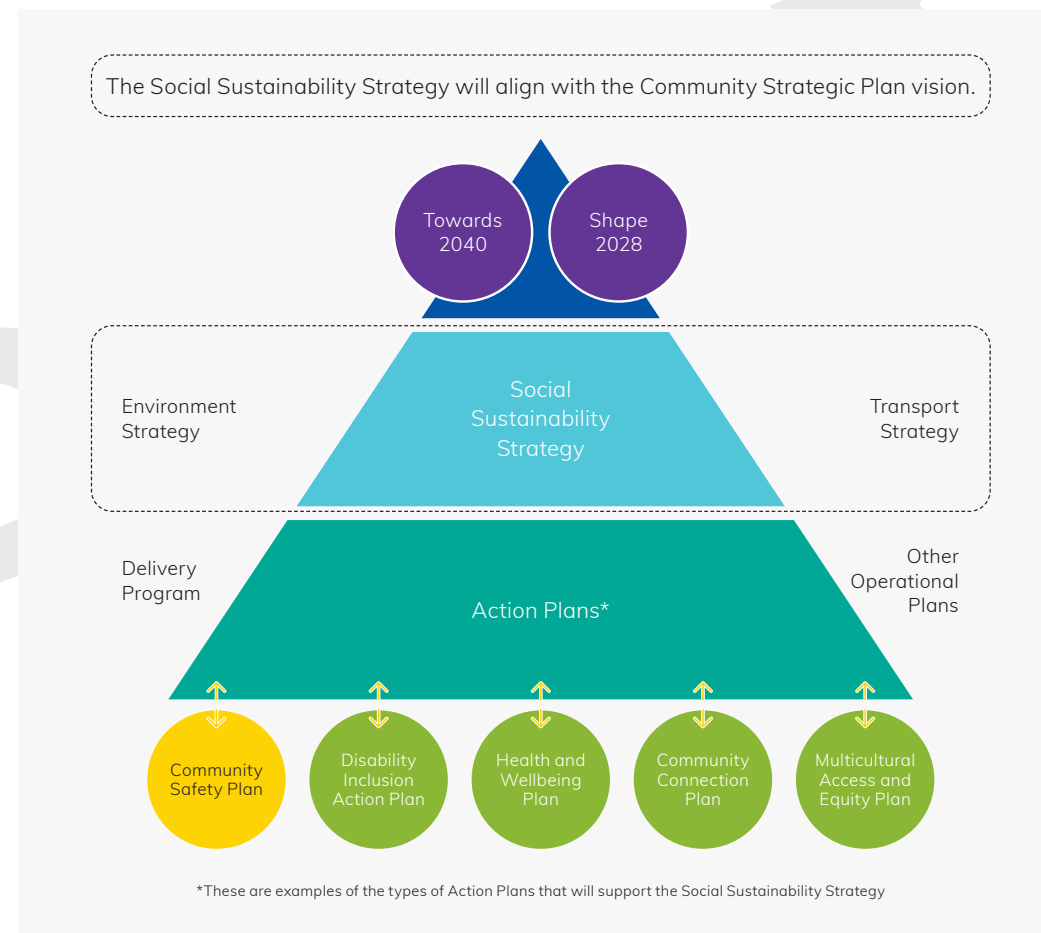 The Social Sustainability Strategy will align with the Community Strategic Plan vision.
Towards
2040
Shape
2028
Environment
Strategy
Social
Sustainability
Strategy
Transport
Strategy
Delivery
Program
Action Plans*
Other
Operational
Plans
Community
Safety Plan
Disability
Inclusion
Action Plan
Health and
Wellbeing
Plan
Community
Connection
Plan
Multicultural
Access and
Equity Plan
*These are examples of the types of Action Plans that will support the Social Sustainability Strategy